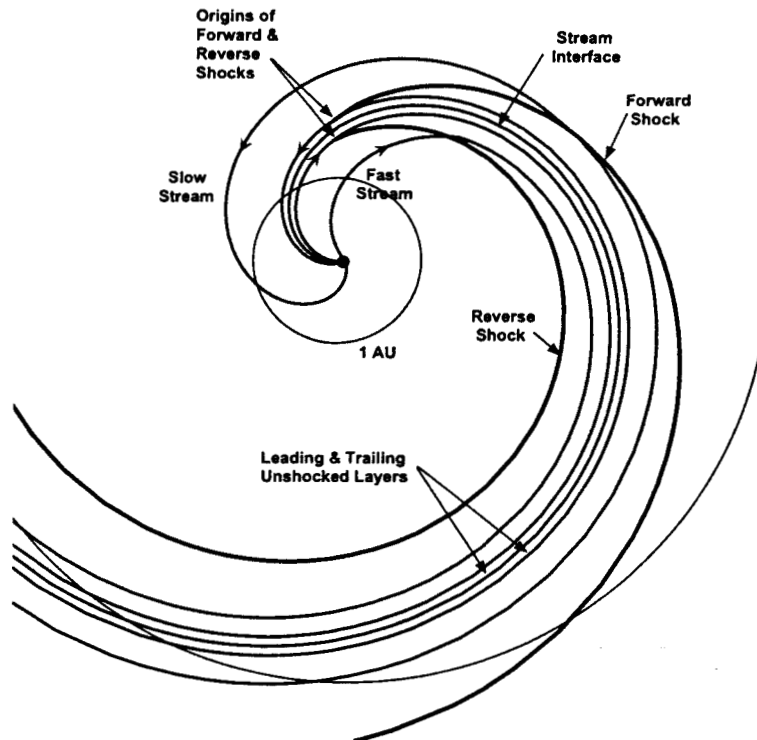 Origins of
Forward &
Reverse
Shocks
Stream
Interface
Forward
Shock
Slow
Stream
Fast
Stream
1 AU
Reverse
Shock
Leading & Trailing
Unshocked Layers